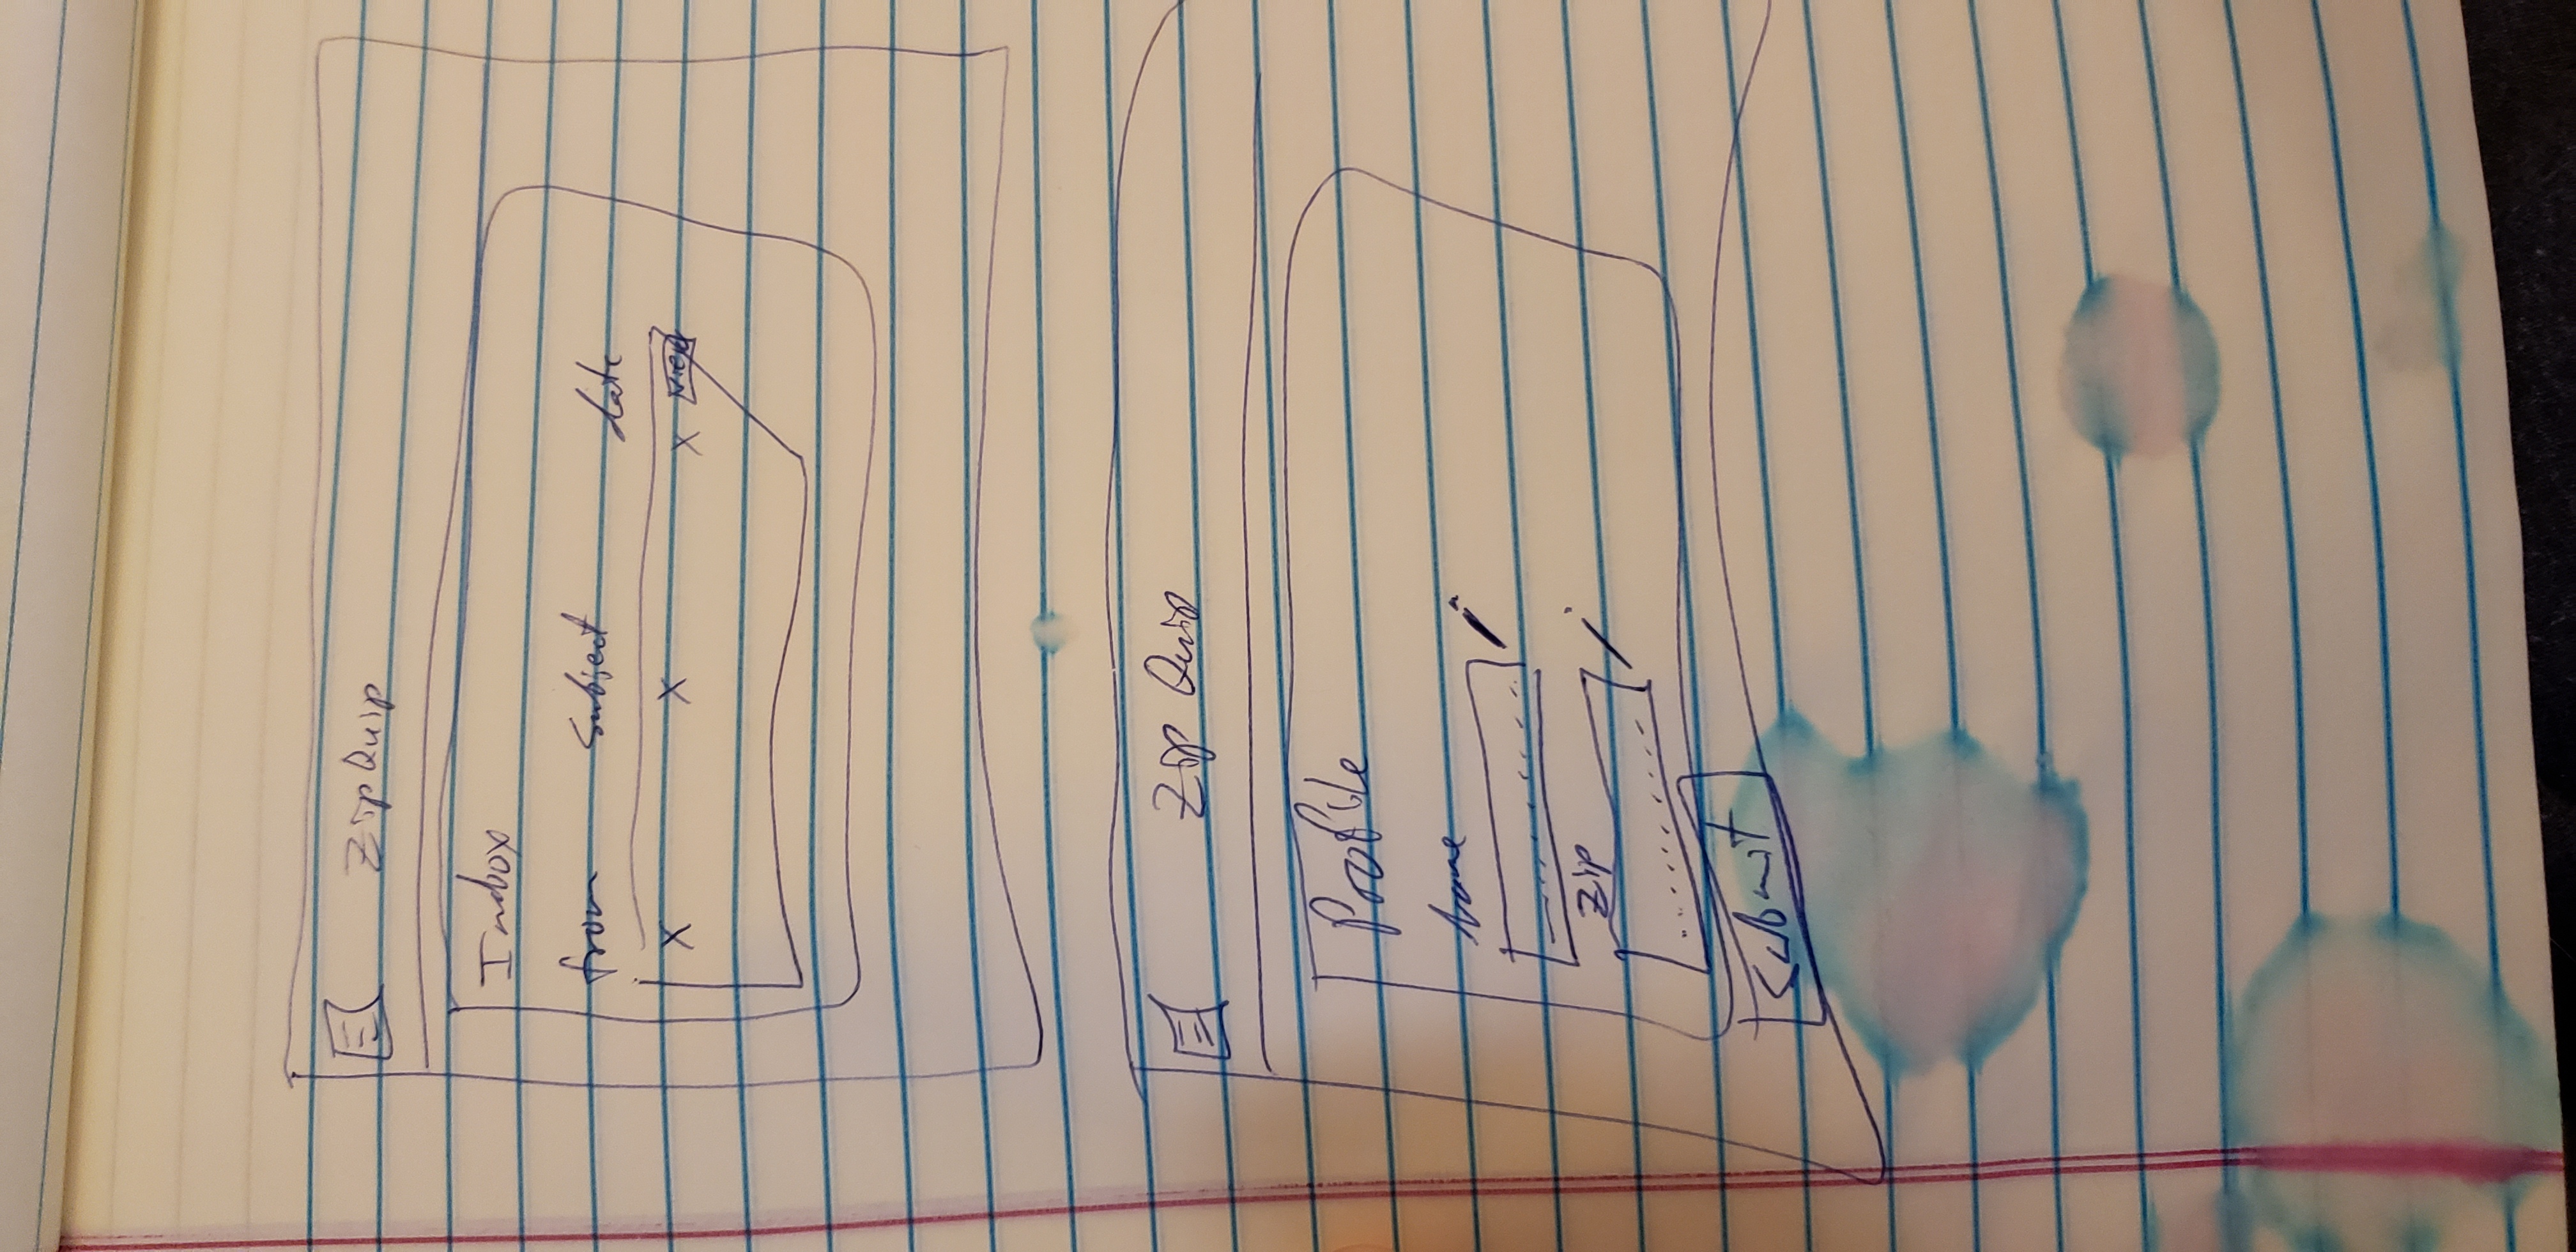 ZipQuip
Inbox
from subject date
X X X View
Zip Quip
Profile
Name
Zip
Submit